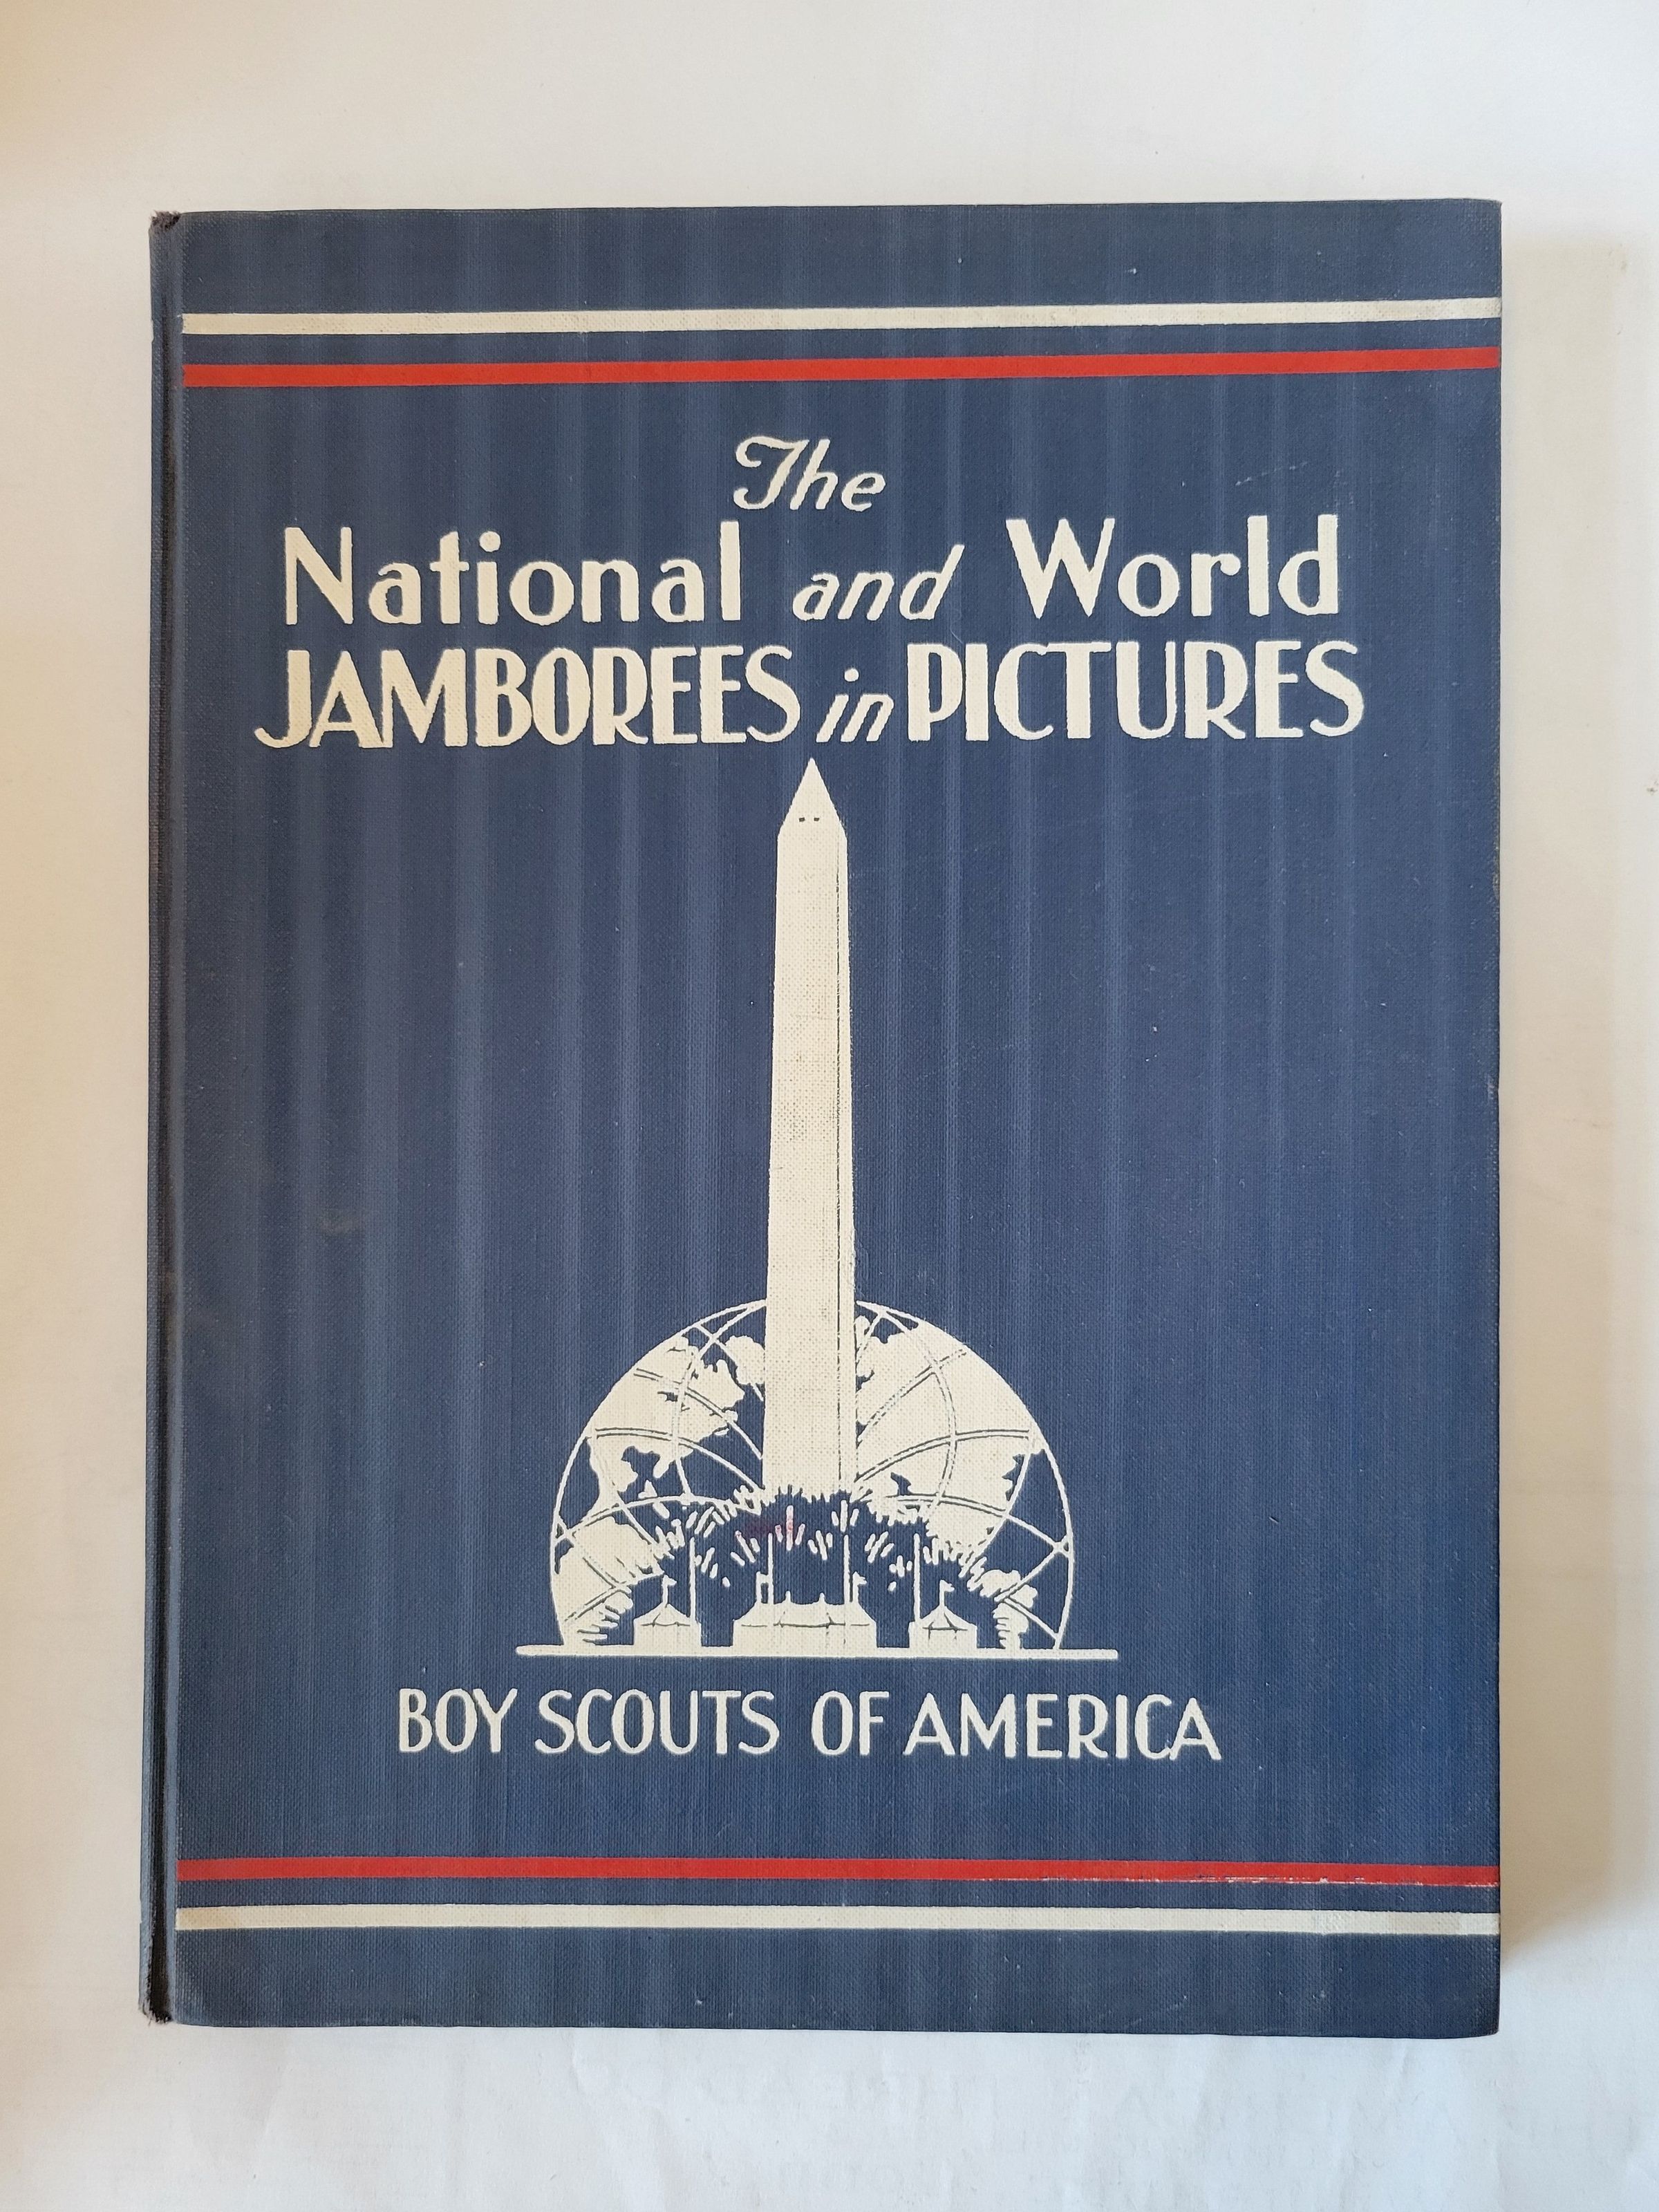 The
National and World
JAMBOREES in PICTURES
BOY SCOUTS OF AMERICA